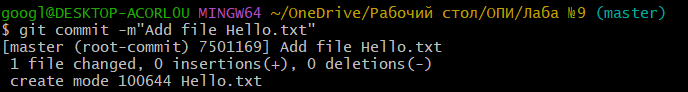 googl@DESKTOP-ACORL0U MINGW64 ~/OneDrive/Рабочий стол/ОПИ/Лаба №9 (master)
$ git commit -m"Add file Hello.txt"
[master (root-commit) 7501169] Add file Hello.txt
 1 file changed, 0 insertions(+), 0 deletions(-)
 create mode 100644 Hello.txt